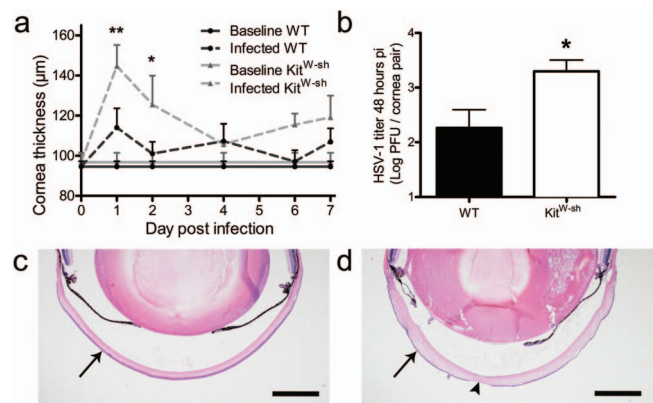 a
Cornea thickness (μm)
160
140
120
100
80
0 1 2 3 4 5 6 7
Day post infection
**
*
Baseline WT
Infected WT
Baseline Kit^W-sh
Infected Kit^W-sh
b
HSV-1 titer 48 hours pi
(Log PFU / cornea pair)
4
3
2
1
*
WT
Kit^W-sh
c
d